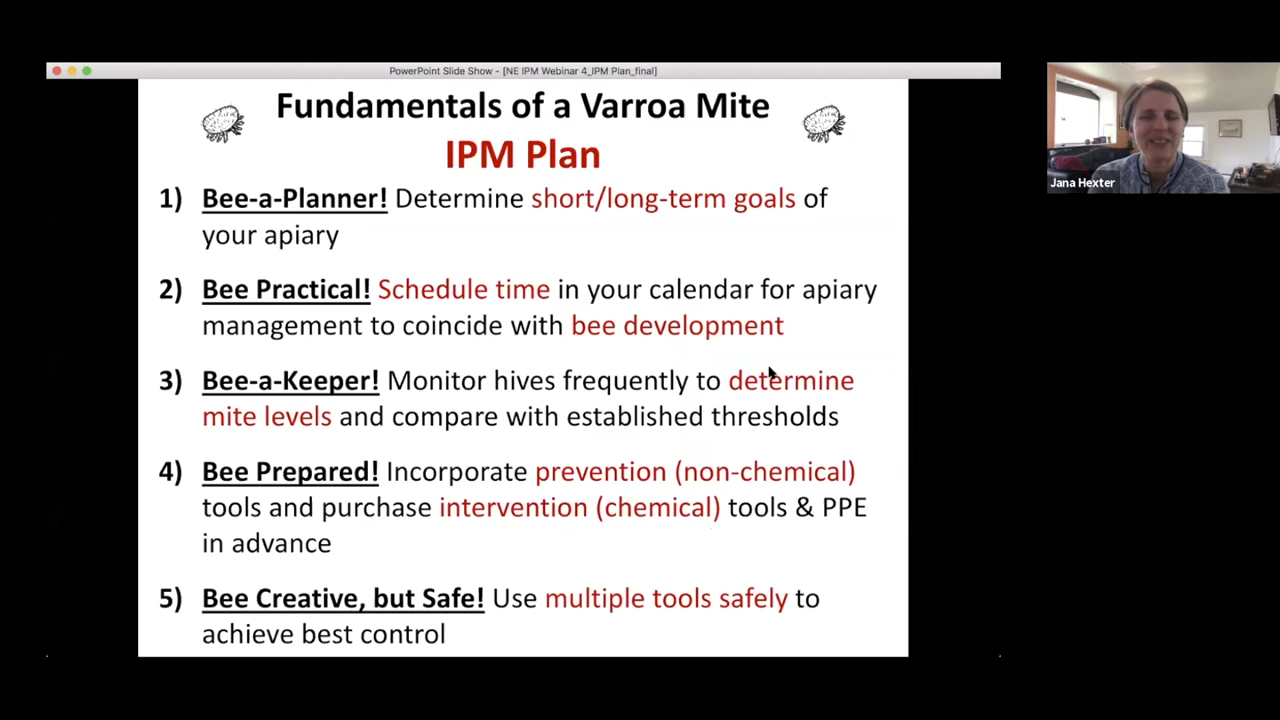 PowerPoint Slide Show - [NE IPM Webinar 4_IPM Plan_final]
Fundamentals of a Varroa Mite
IPM Plan
1) Bee-a-Planner! Determine short/long-term goals of
your apiary
2) Bee Practical! Schedule time in your calendar for apiary
management to coincide with bee development
3) Bee-a-Keeper! Monitor hives frequently to determine
mite levels and compare with established thresholds
4) Bee Prepared! Incorporate prevention (non-chemical)
tools and purchase intervention (chemical) tools & PPE
in advance
5) Bee Creative, but Safe! Use multiple tools safely to
achieve best control
Jana Hexter